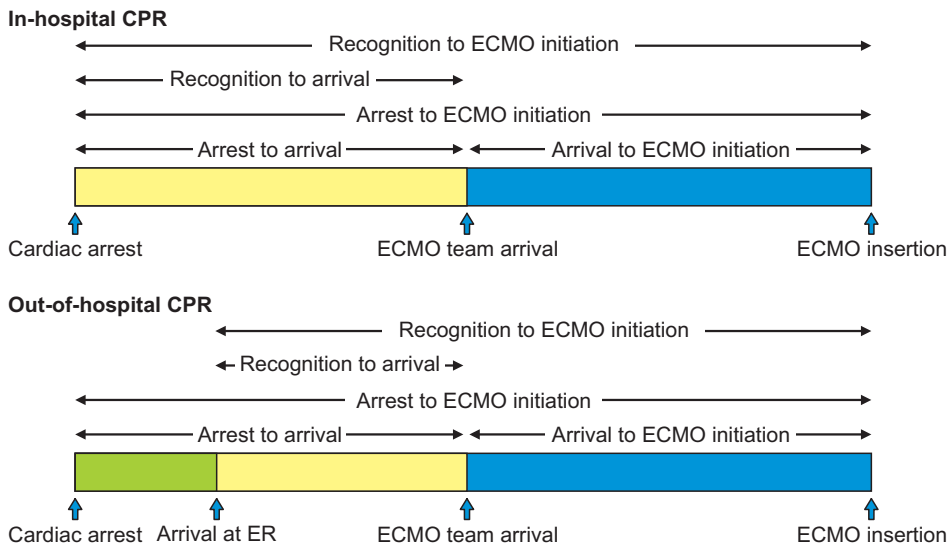 In-hospital CPR
Recognition to ECMO initiation
Recognition to arrival
Arrest to ECMO initiation
Arrest to arrival Arrival to ECMO initiation
Cardiac arrest ECMO team arrival ECMO insertion
Out-of-hospital CPR
Recognition to ECMO initiation
Recognition to arrival
Arrest to ECMO initiation
Arrest to arrival Arrival to ECMO initiation
Cardiac arrest Arrival at ER ECMO team arrival ECMO insertion